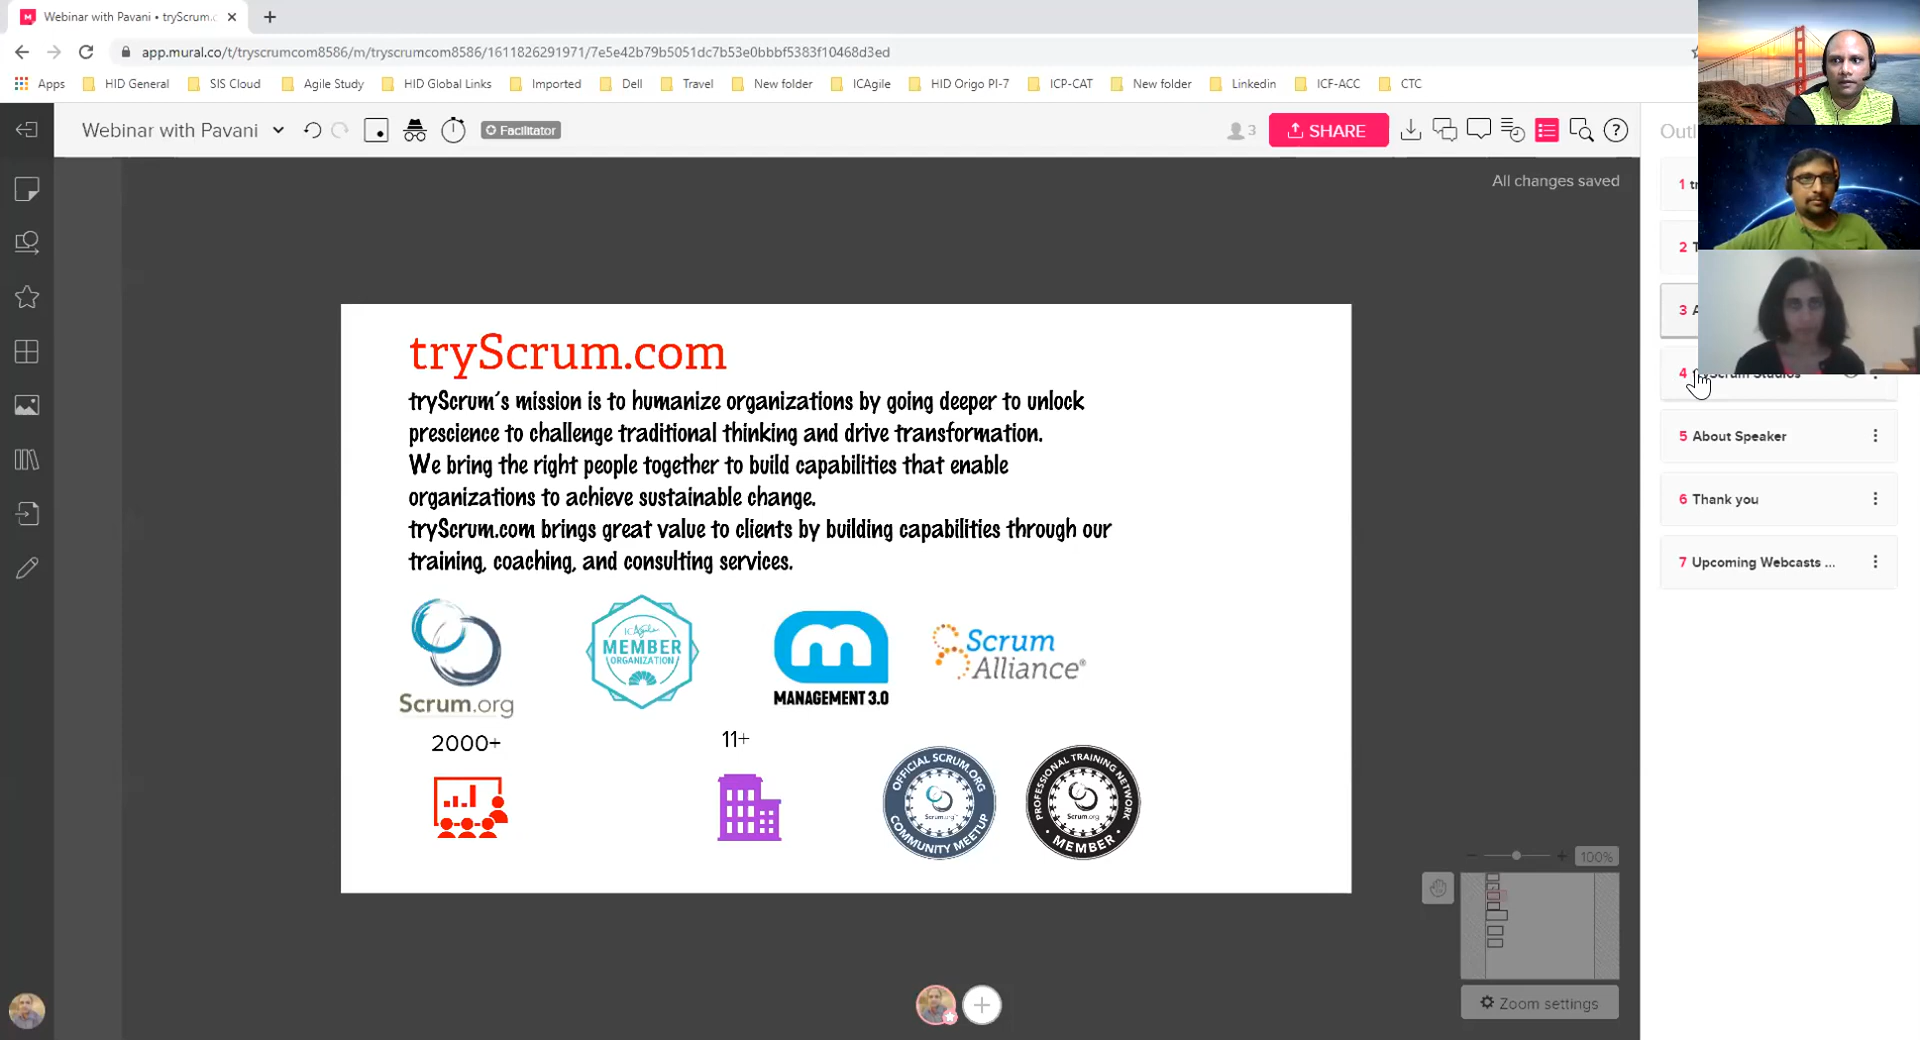 Webinar with Pavani • tryScrum.c
app.mural.co/t/tryscrumcom8586/m/tryscrumcom8586/1611826291971/7e5e42b79b5051dc7b53e0bbbf5383f10468d3ed
Apps HID General SIS Cloud Agile Study HID Global Links Imported Dell Travel New folder ICAgile HID Origo PI-7 ICP-CAT New folder Linkedin ICF-ACC CTC
Webinar with Pavani Facilitator 3 SHARE ?
All changes saved
1
2
3
4 Studios
5 About Speaker
6 Thank you
7 Upcoming Webcasts ...
tryScrum.com
tryScrum's mission is to humanize organizations by going deeper to unlock
prescience to challenge traditional thinking and drive transformation.
We bring the right people together to build capabilities that enable
organizations to achieve sustainable change.
tryScrum.com brings great value to clients by building capabilities through our
training, coaching, and consulting services.
Scrum.org
ICAgile
MEMBER
ORGANIZATION
m
MANAGEMENT 3.0
Scrum
Alliance®
2000+
11+
OFFICIAL SCRUM.ORG
Scrum.org
COMMUNITY MEETUP
PROFESSIONAL TRAINING NETWORK
Scrum.org
MEMBER
100%
Zoom settings